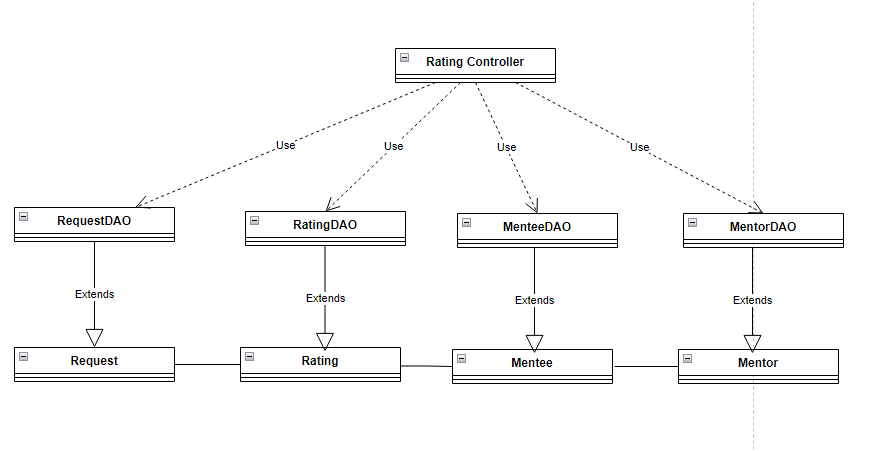 Rating Controller
Use
Use
Use
Use
RequestDAO
RatingDAO
MenteeDAO
MentorDAO
Extends
Extends
Extends
Extends
Request
Rating
Mentee
Mentor